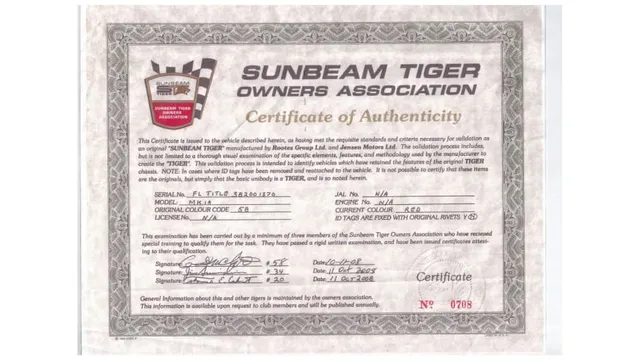 SUNBEAM TIGER
OWNERS ASSOCIATION
SUNBEAM
TIGER
SUNBEAM TIGER
OWNERS
ASSOCIATION
Certificate of Authenticity
This Certificate is issued to the vehicle described herein, as having met the requisite standards and criteria necessary for validation as
an original "SUNBEAM TIGER" manufactured by Rootes Group Ltd. and Jensen Motors Ltd. The validation process includes,
but is not limited to a thorough visual examination of the specific elements, features, and methodology used by the manufacturer to
create the "TIGER". This validation process is intended to identify vehicles which have retained the fibre of the original TIGER
chassis. NOTE: In cases where ID tags have been removed and reattached to the vehicle. It is not possible to certify that these items
are the originals, but simply that the basic unibody is a TIGER, and is so noted herein.
SERIAL No. FL TITLE 382001270 JAL No. N/A
MODEL: MK1A ENGINE No. N/A
ORIGINAL COLOUR CODE 58 CURRENT COLOUR RED
LICENSE No. N/A ID TAGS ARE FIXED WITH ORIGINAL RIVETS Y N
This examination has been carried out by a minimum of three members of the Sunbeam Tiger Owners Association who have received
special training to qualify them for the task. They have passed a rigid written examination, and have been issued certificates attest-
ing to their qualification.
Signature: # 58 Date: 10-11-08
Signature: # 34 Date: 11 Oct 2008
Signature: # 20 Date: 11 Oct 2008
Certificate
General Information about this and other tigers is maintained by the owners association.
This information is available upon request to club members and will be published annually.
Nº 0708